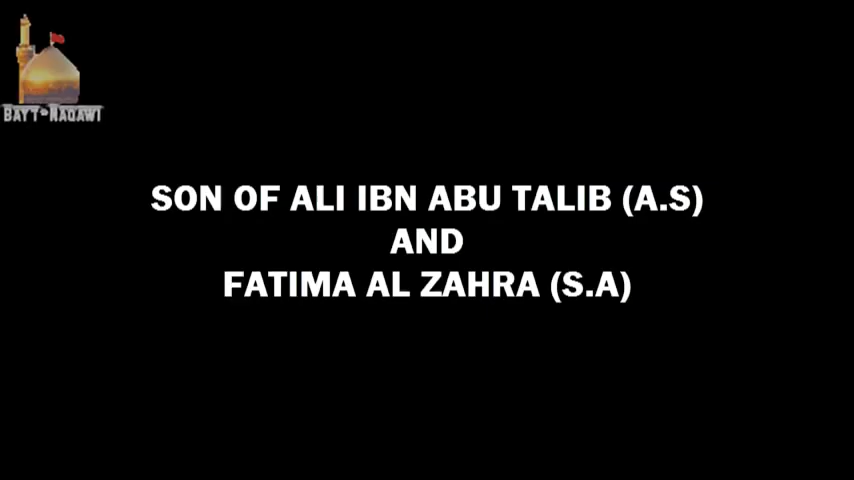 BAYT-NAQAWI
SON OF ALI IBN ABU TALIB (A.S)
AND
FATIMA AL ZAHRA (S.A)